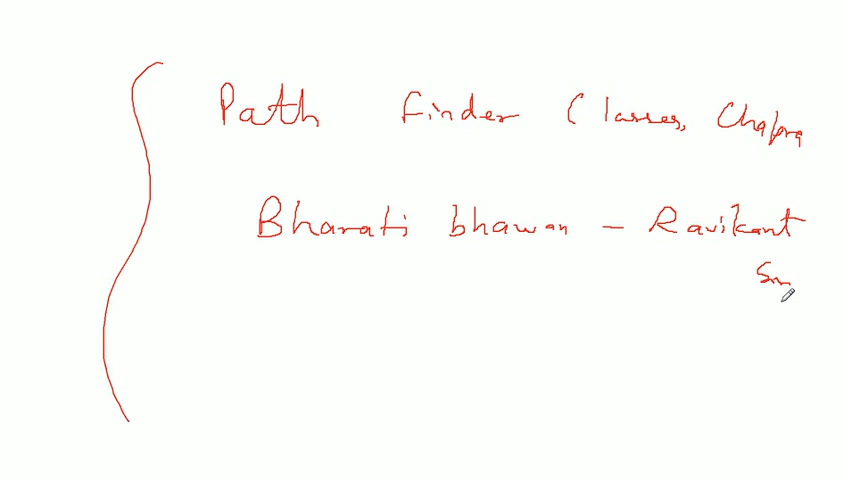 Path Finder Classes, Chapra
Bharati bhawan - Ravikant